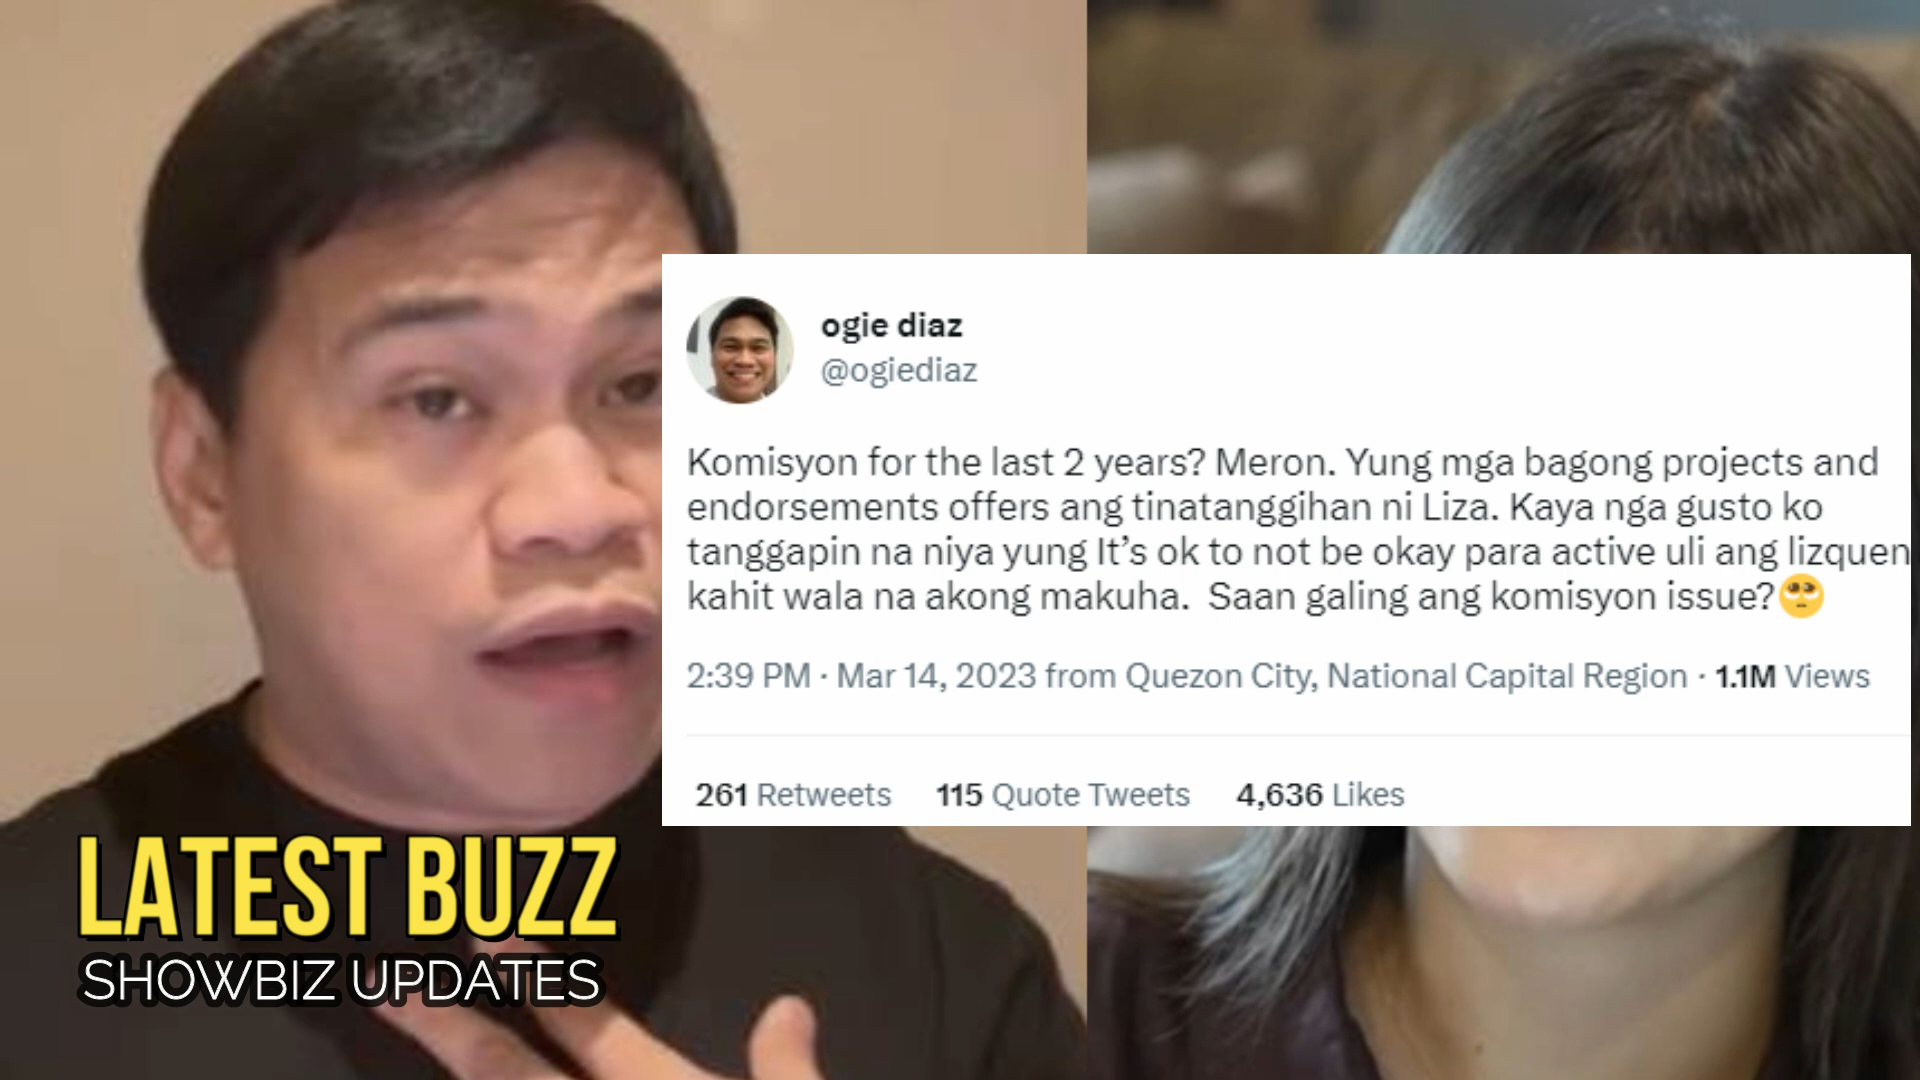 ogie diaz
@ogiediaz
Komisyon for the last 2 years? Meron. Yung mga bagong projects and
endorsements offers ang tinatanggihan ni Liza. Kaya nga gusto ko
tanggapin na niya yung It’s ok to not be okay para active uli ang lizquen
kahit wala na akong makuha. Saan galing ang komisyon issue?🥺
2:39 PM · Mar 14, 2023 from Quezon City, National Capital Region · 1.1M Views
261 Retweets 115 Quote Tweets 4,636 Likes
LATEST BUZZ
SHOWBIZ UPDATES